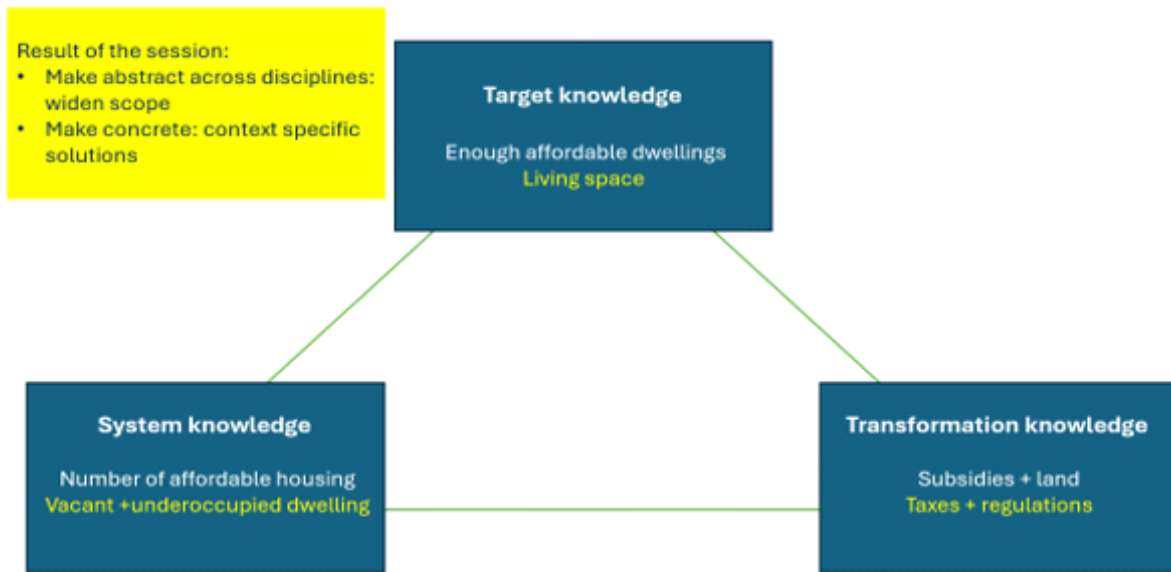 Result of the session:
• Make abstract across disciplines:
widen scope
• Make concrete: context specific
solutions
Target knowledge
Enough affordable dwellings
Living space
System knowledge
Number of affordable housing
Vacant +underoccupied dwelling
Transformation knowledge
Subsidies + land
Taxes + regulations